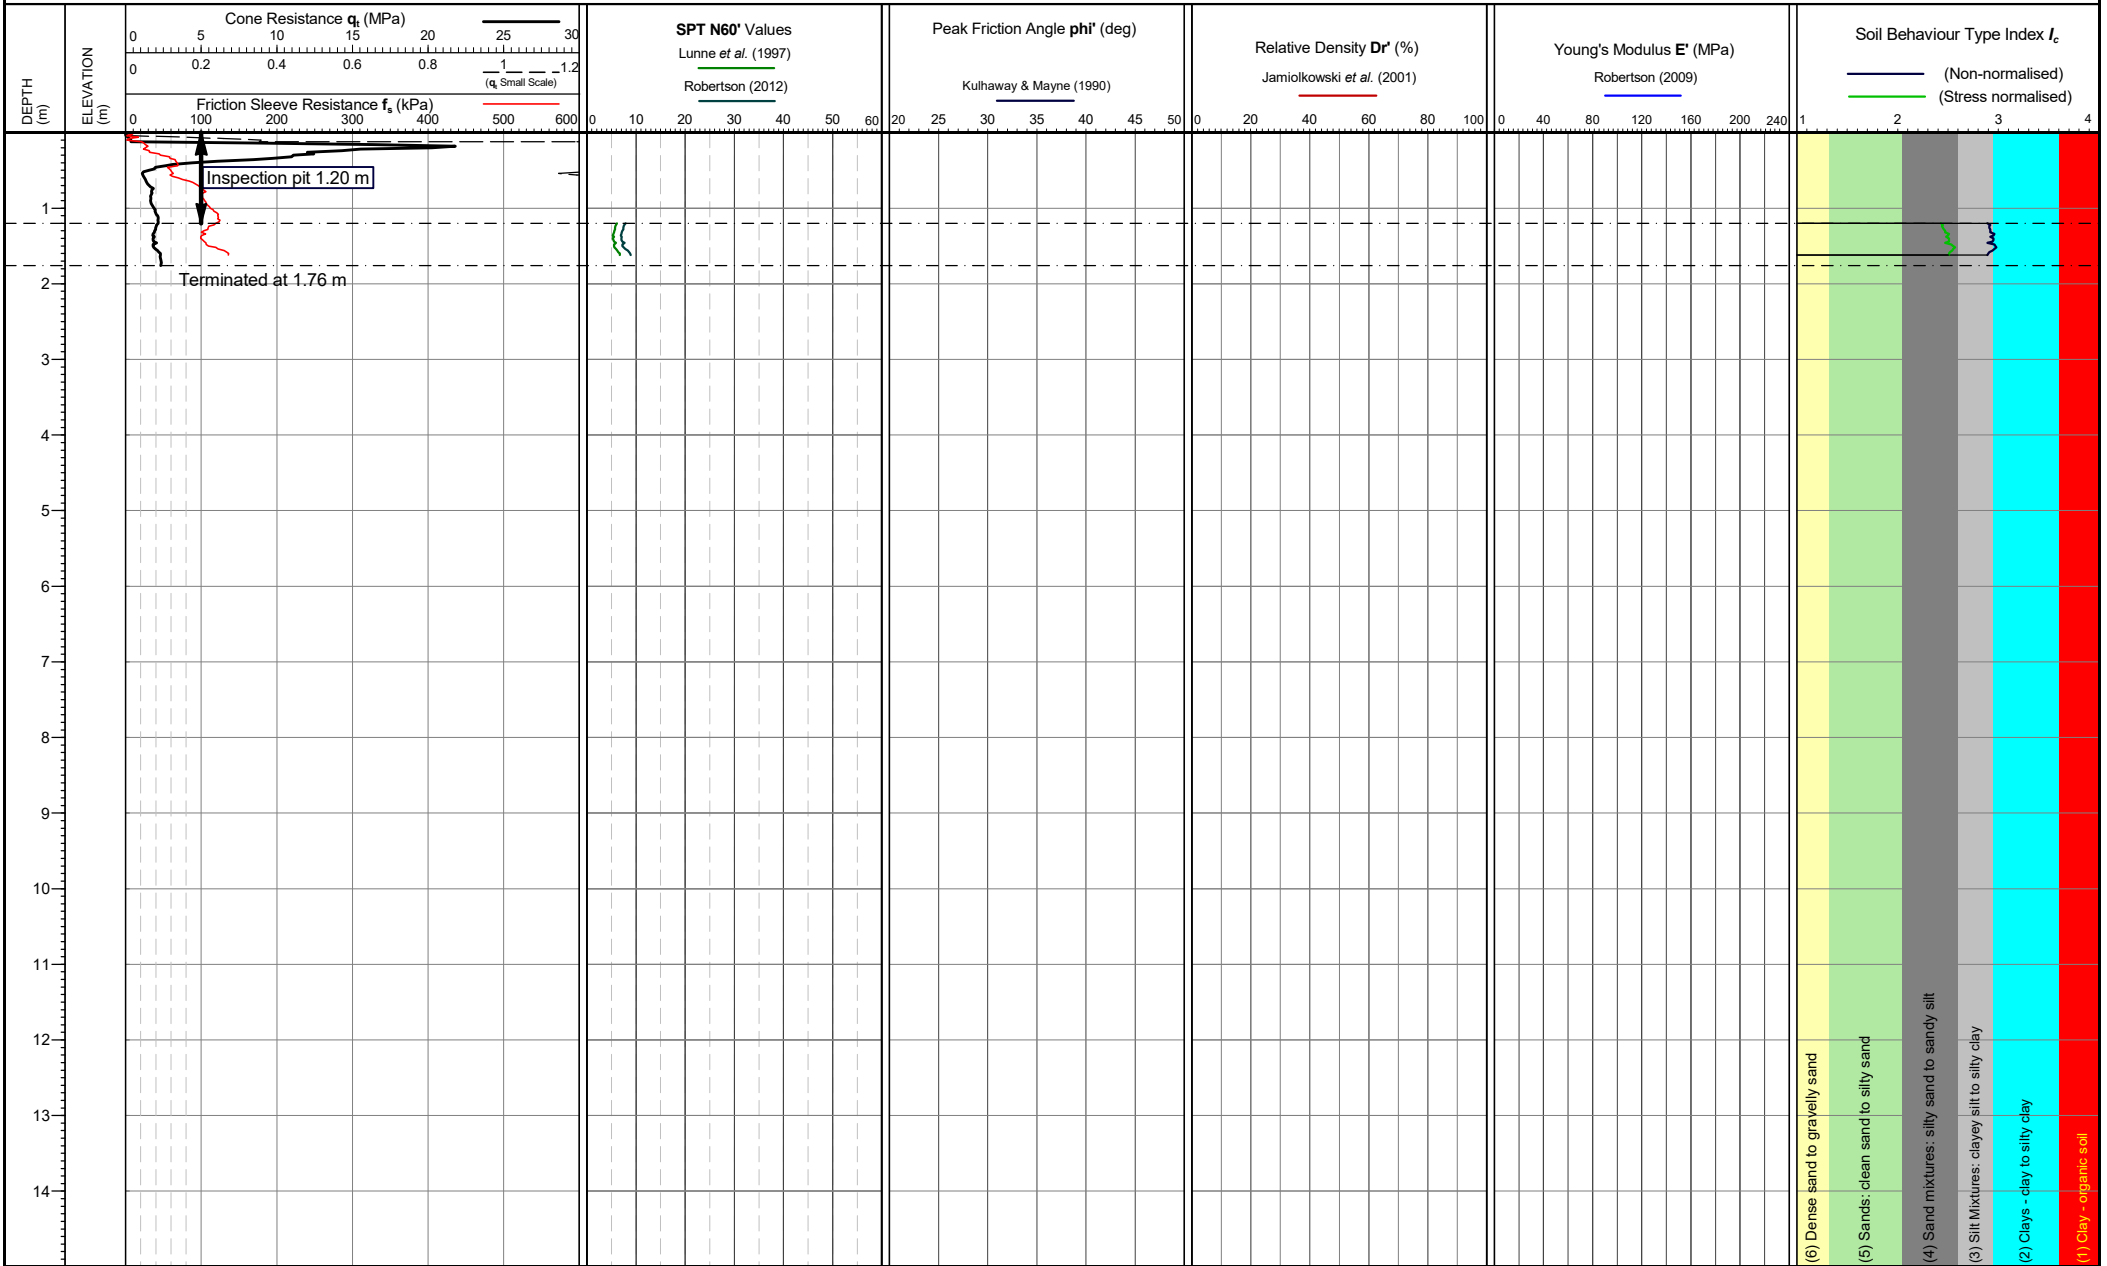 DEPTH
(m)
ELEVATION
(m)
Cone Resistance qt (MPa)
0 5 10 15 20 25 30
0 0.2 0.4 0.6 0.8 1 1.2
(qt Small Scale)
Friction Sleeve Resistance fs (kPa)
0 100 200 300 400 500 600
SPT N60' Values
Lunne et al. (1997)
Robertson (2012)
0 10 20 30 40 50 60
Peak Friction Angle phi' (deg)
Kulhaway & Mayne (1990)
20 25 30 35 40 45 50
Relative Density Dr' (%)
Jamiolkowski et al. (2001)
0 20 40 60 80 100
Young's Modulus E' (MPa)
Robertson (2009)
0 40 80 120 160 200 240
Soil Behaviour Type Index Ic
(Non-normalised)
(Stress normalised)
1 2 3 4
Inspection pit 1.20 m
Terminated at 1.76 m
1
2
3
4
5
6
7
8
9
10
11
12
13
14
(6) Dense sand to gravelly sand
(5) Sands: clean sand to silty sand
(4) Sand mixtures: silty sand to sandy silt
(3) Silt Mixtures: clayey silt to silty clay
(2) Clays - clay to silty clay
(1) Clay - organic soil